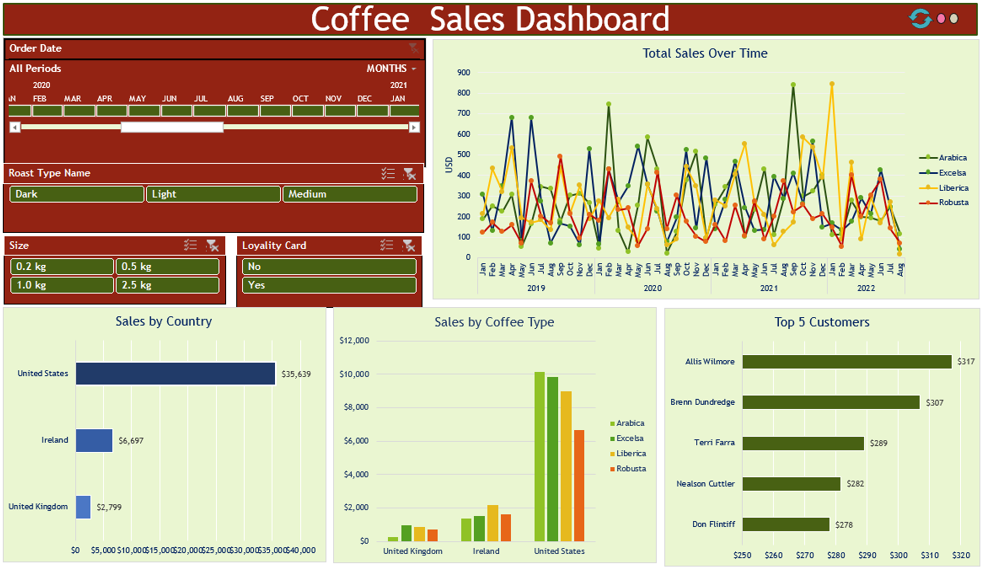 Coffee  Sales Dashboard
Order Date
All Periods MONTHS
2020 2021
FEB MAR APR MAY JUN JUL AUG SEP OCT NOV DEC JAN
Roast Type Name
Dark Light Medium
Size
0.2 kg 0.5 kg
1.0 kg 2.5 kg
Loyality Card
No
Yes
Total Sales Over Time
USD
900
800
700
600
500
400
300
200
100
0
Jan Feb Mar Apr May Jun Jul Aug Sep Oct Nov Dec Jan Feb Mar Apr May Jun Jul Aug Sep Oct Nov Dec Jan Feb Mar Apr May Jun Jul Aug Sep Oct Nov Dec Jan Feb Mar Apr May Jun Jul Aug
2019 2020 2021 2022
Arabica
Excelsa
Liberica
Robusta
Sales by Country
United States $35,639
Ireland $6,697
United Kingdom $2,799
$0 $5,000 $10,000 $15,000 $20,000 $25,000 $30,000 $35,000 $40,000
Sales by Coffee Type
$12,000
$10,000
$8,000
$6,000
$4,000
$2,000
$0
United Kingdom Ireland United States
Arabica
Excelsa
Liberica
Robusta
Top 5 Customers
Allis Wilmore $317
Brenn Dundredge $307
Terri Farra $289
Nealson Cuttler $282
Don Flintiff $278
$250 $260 $270 $280 $290 $300 $310 $320